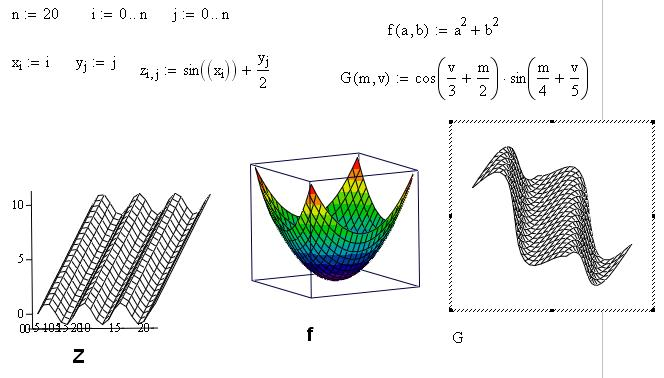 n := 20 i := 0 .. n j := 0 .. n
f(a,b) := a² + b²
xᵢ := i yⱼ := j zᵢ,ⱼ := sin((xᵢ)) + yⱼ/2
G(m,v) := cos(v/3 + m/2) · sin(m/4 + v/5)
10
5
0
15 20
Z
f
G